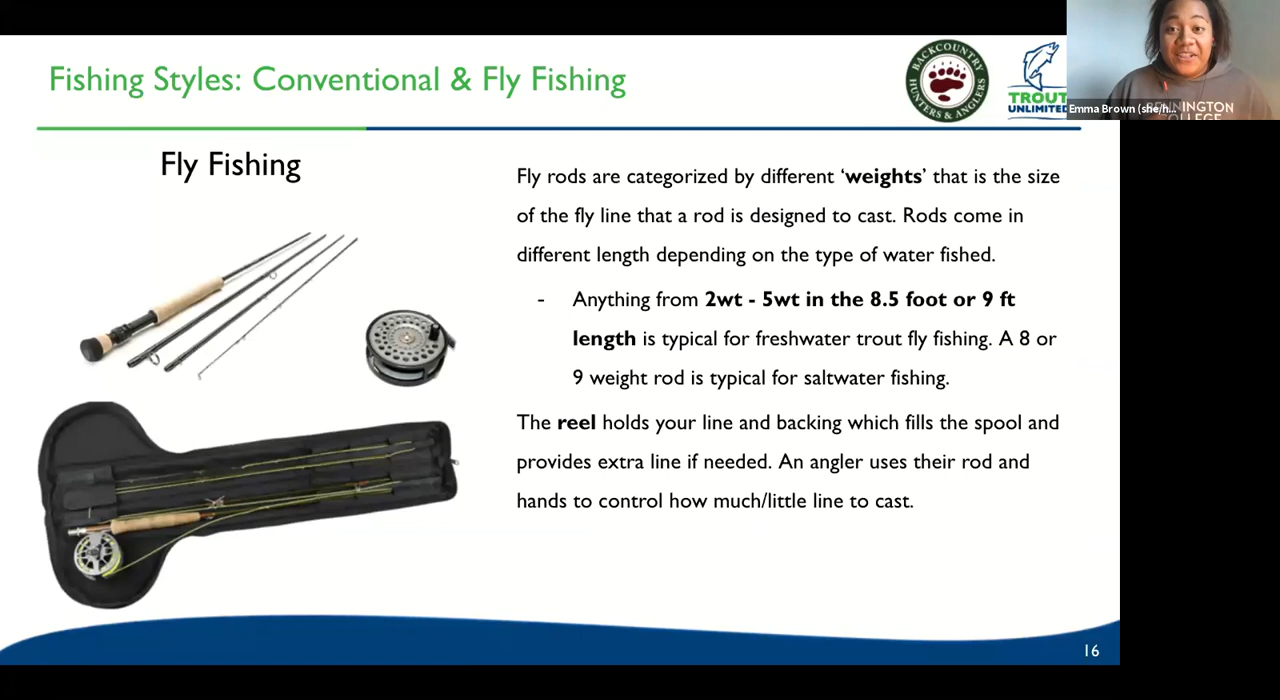 Fishing Styles: Conventional & Fly Fishing
BACKCOUNTRY
HUNTERS & ANGLERS
TROUT
UNLIMITED
Emma Brown (she/h...
BENNINGTON
COLLEGE
Fly Fishing
Fly rods are categorized by different ‘weights’ that is the size
of the fly line that a rod is designed to cast. Rods come in
different length depending on the type of water fished.
- Anything from 2wt - 5wt in the 8.5 foot or 9 ft
length is typical for freshwater trout fly fishing. A 8 or
9 weight rod is typical for saltwater fishing.
The reel holds your line and backing which fills the spool and
provides extra line if needed. An angler uses their rod and
hands to control how much/little line to cast.
16